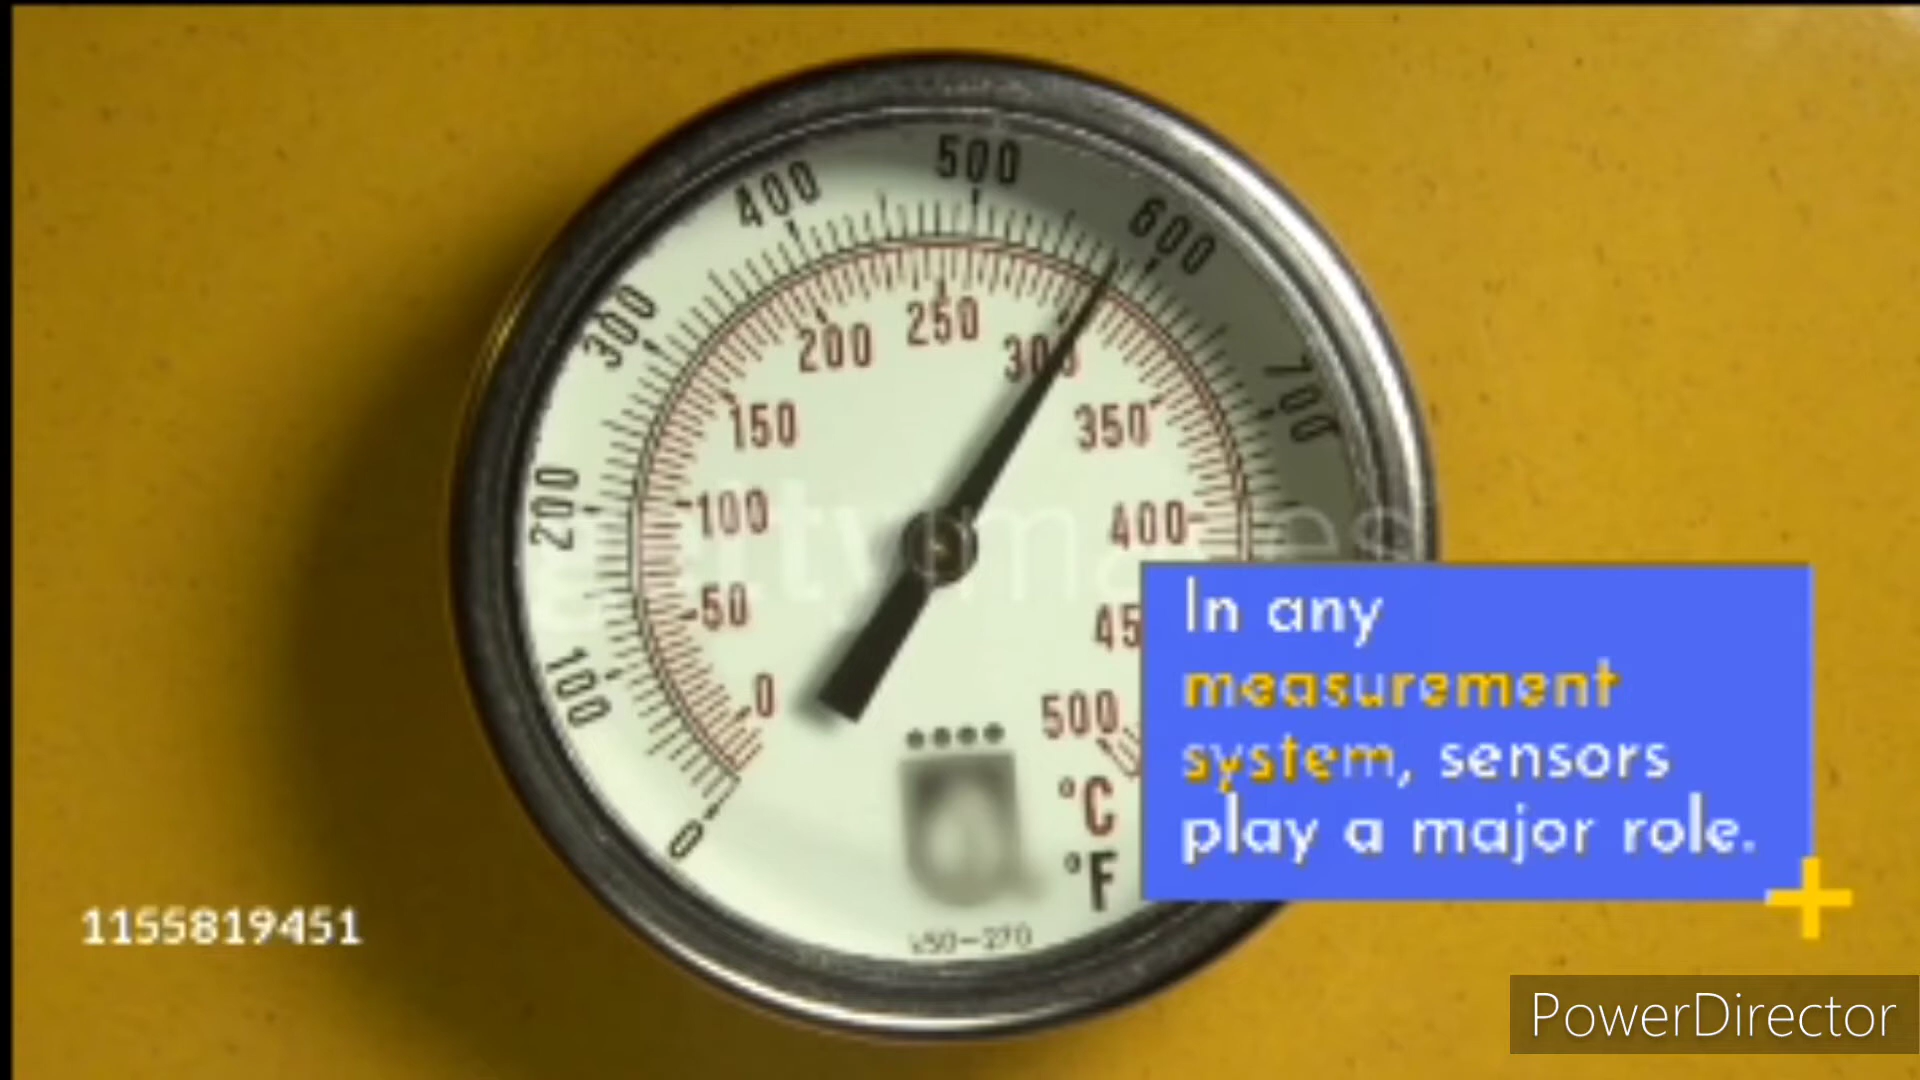 500
400
600
300
250
200
300
700
150
350
200
100
400
50
45
100
0
500
°C
0
°F
In any
measurement
system, sensors
play a major role.
1155819451
PowerDirector